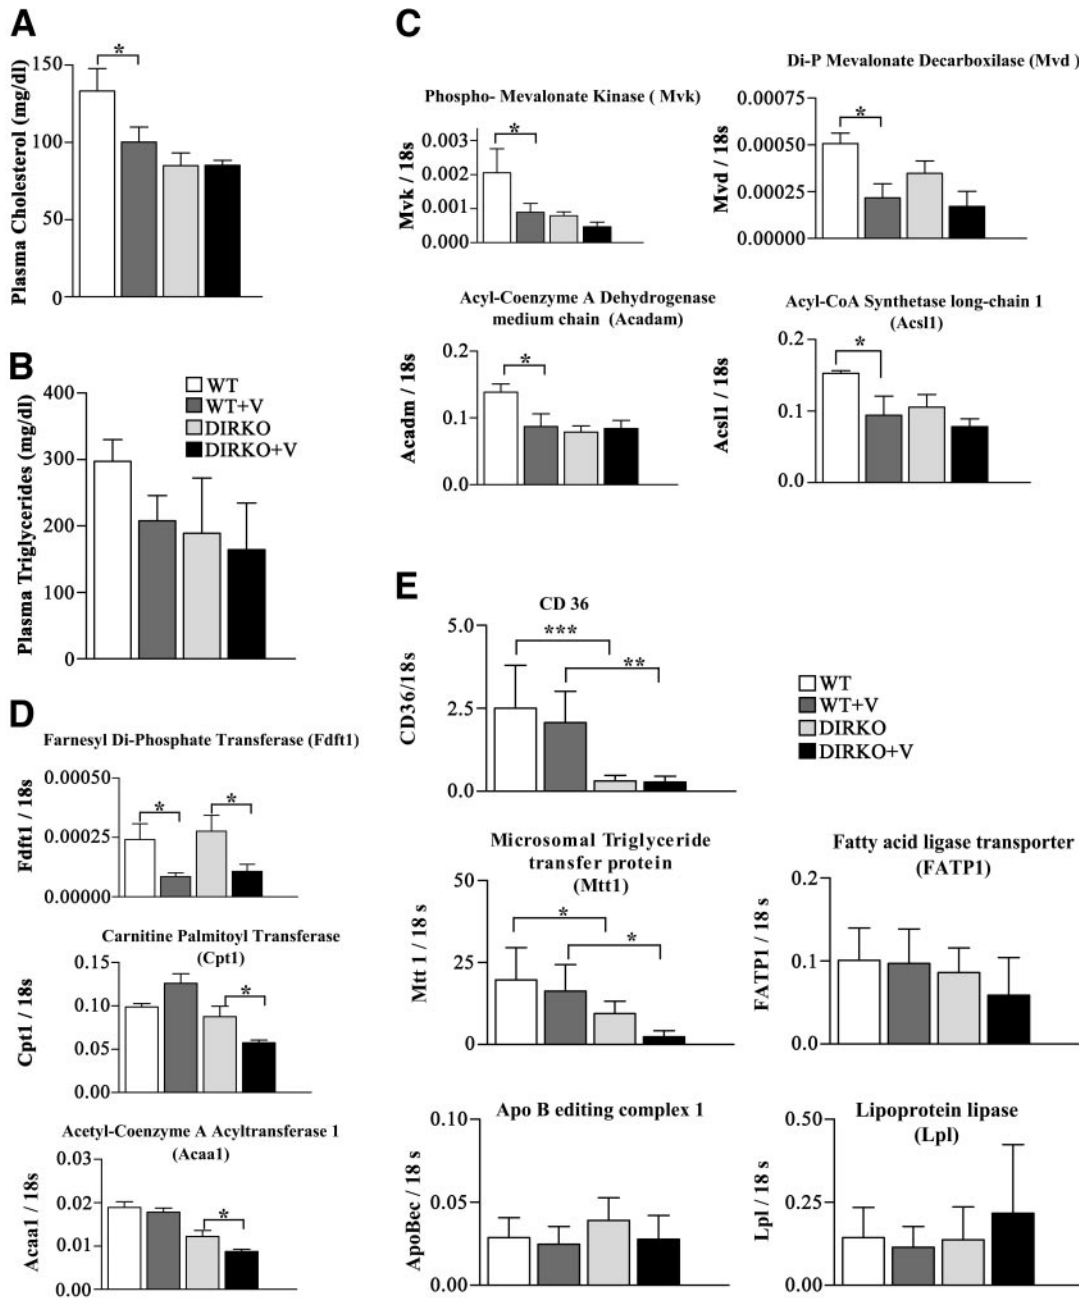 A
*
150
100
50
0
Plasma Cholesterol (mg/dl)
B
WT
WT+V
DIRKO
DIRKO+V
400
300
200
100
0
Plasma Triglycerides (mg/dl)
C
Phospho- Mevalonate Kinase ( Mvk)
*
0.003
0.002
0.001
0.000
Mvk / 18s
Di-P Mevalonate Decarboxilase (Mvd )
*
0.00075
0.00050
0.00025
0.00000
Mvd / 18s
Acyl-Coenzyme A Dehydrogenase
medium chain (Acadam)
*
0.2
0.1
0.0
Acadm / 18s
Acyl-CoA Synthetase long-chain 1
(Acsl1)
*
0.2
0.1
0.0
Acsl1 / 18s
D
Farnesyl Di-Phosphate Transferase (Fdft1)
* *
0.00050
0.00025
0.00000
Fdft1 / 18s
Carnitine Palmitoyl Transferase
(Cpt1)
*
0.15
0.10
0.05
0.00
Cpt1 / 18s
Acetyl-Coenzyme A Acyltransferase 1
(Acaa1)
*
0.03
0.02
0.01
0.00
Acaa1 / 18s
E
CD 36
***
**
5.0
2.5
0.0
CD36/18s
WT
WT+V
DIRKO
DIRKO+V
Microsomal Triglyceride
transfer protein
(Mtt1)
*
*
50
25
0
Mtt 1 / 18 s
Fatty acid ligase transporter
(FATP1)
0.2
0.1
0.0
FATP1 / 18 s
Apo B editing complex 1
0.10
0.05
0.00
ApoBec / 18 s
Lipoprotein lipase
(Lpl)
0.50
0.25
0.00
Lpl / 18 s